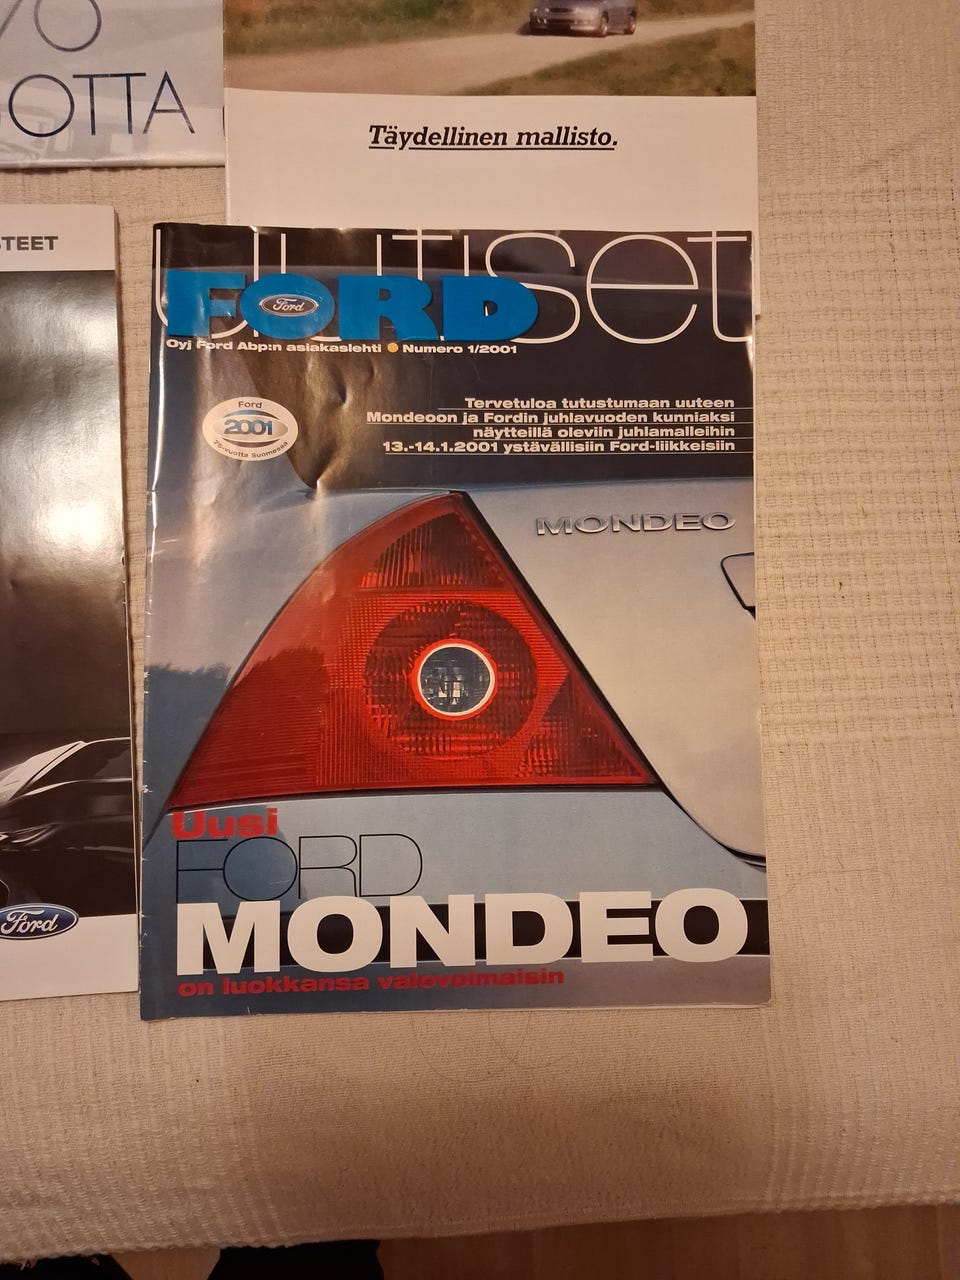 OTTA
Täydellinen mallisto.
TEET
uutiset
FORD
Ford
Oyj Ford Abp:n asiakaslehti ● Numero 1/2001
Ford
2001
75-vuotta Suomessa
Tervetuloa tutustumaan uuteen
Mondeoon ja Fordin juhlavuoden kunniaksi
näytteillä oleviin juhlamalleihin
13.-14.1.2001 ystävällisiin Ford-liikkeisiin
MONDEO
Uusi
FORD
MONDEO
on luokkansa valovoimaisin
Ford